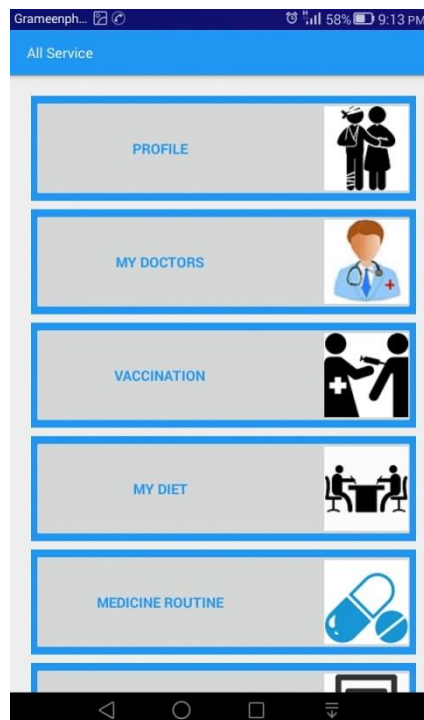 Grameenph... 58% 9:13 PM
All Service
PROFILE
MY DOCTORS
VACCINATION
MY DIET
MEDICINE ROUTINE